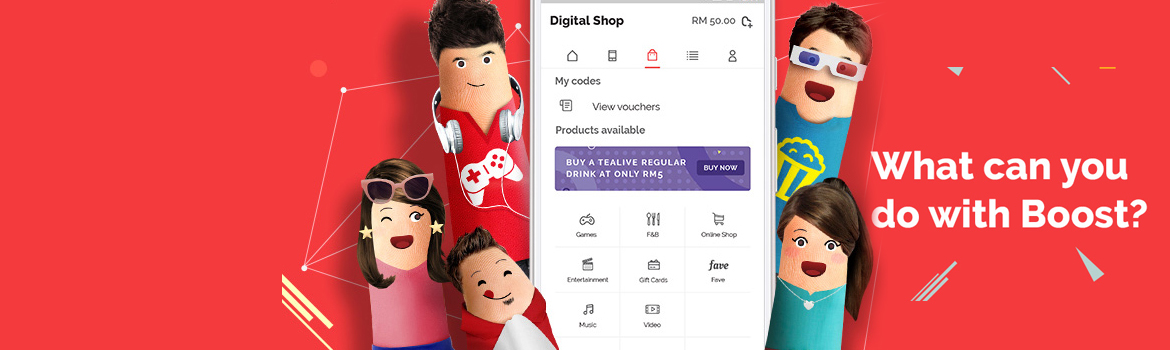 Digital Shop
RM 50.00
My codes
View vouchers
Products available
BUY A TEALIVE REGULAR
DRINK AT ONLY RM5
BUY NOW
Games
F&B
Online Shop
Entertainment
Gift Cards
fave
Fave
Music
Video
What can you
do with Boost?